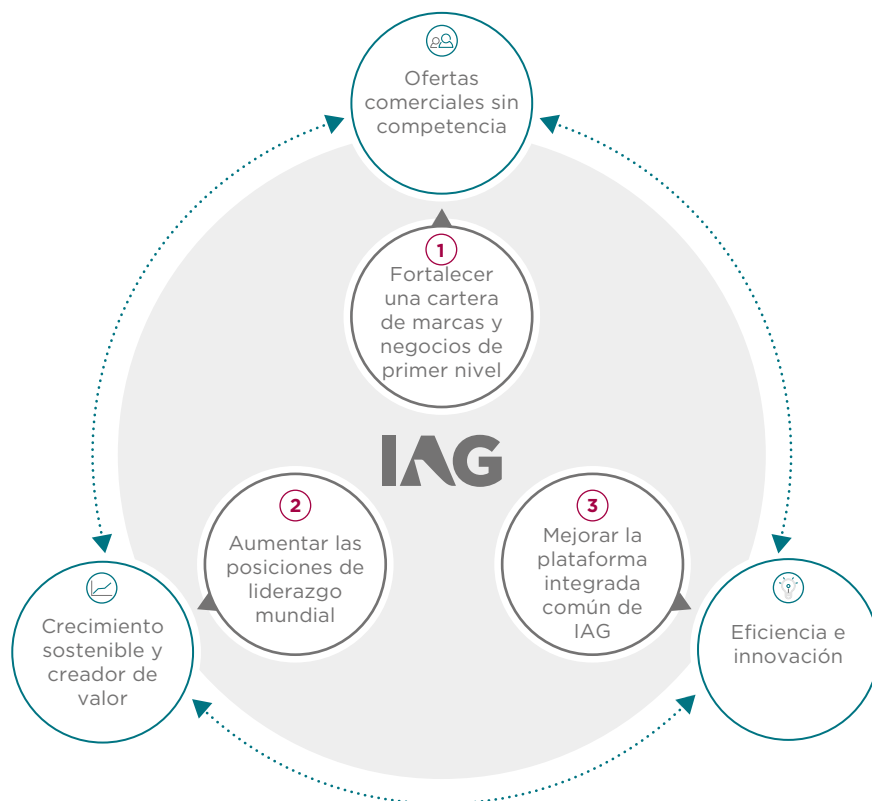 Ofertas
comerciales sin
competencia
1
Fortalecer
una cartera
de marcas y
negocios de
primer nivel
IAG
2
Aumentar las
posiciones de
liderazgo
mundial
3
Mejorar la
plataforma
integrada
común de
IAG
Crecimiento
sostenible y
creador de
valor
Eficiencia e
innovación